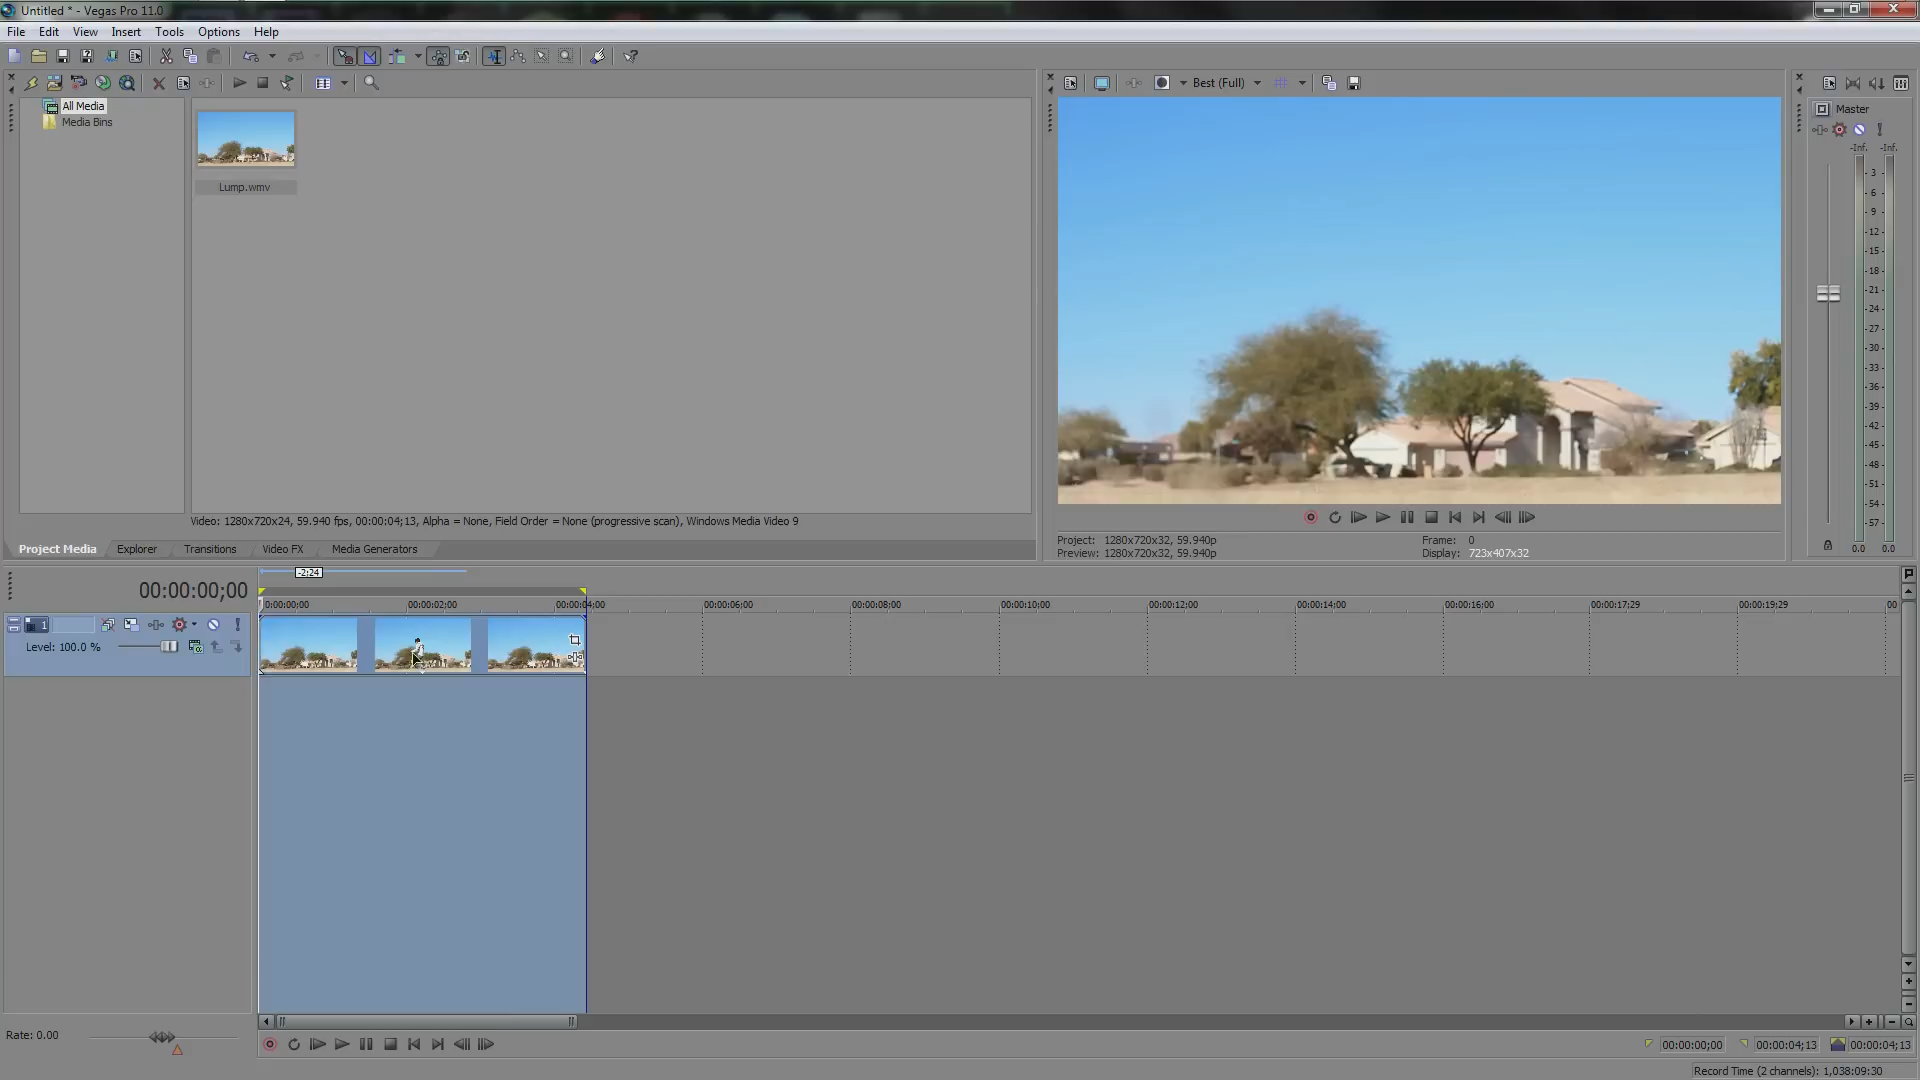 Untitled * - Vegas Pro 11.0
File Edit View Insert Tools Options Help
All Media
Media Bins
Lump.wmv
Video: 1280x720x24, 59.940 fps, 00:00:04;13, Alpha = None, Field Order = None (progressive scan), Windows Media Video 9
Project Media Explorer Transitions Video FX Media Generators
Best (Full)
Project: 1280x720x32, 59.940p
Preview: 1280x720x32, 59.940p
Frame: 0
Display: 723x407x32
Master
-Inf. -Inf.
- 3 -
- 6 -
- 9 -
-12-
-15-
-18-
-21-
-24-
-27-
-30-
-33-
-36-
-39-
-42-
-45-
-48-
-51-
-54-
-57-
0.0 0.0
-2;24
00:00:00;00
0:00:00;00 00:00:02;00 00:00:04;00 00:00:06;00 00:00:08;00 00:00:10;00 00:00:12;00 00:00:14;00 00:00:16;00 00:00:17;29 00:00:19;29 00
1
Level: 100.0 %
Rate: 0.00
00:00:00;00 00:00:04;13 00:00:04;13
Record Time (2 channels): 1,038:09:30